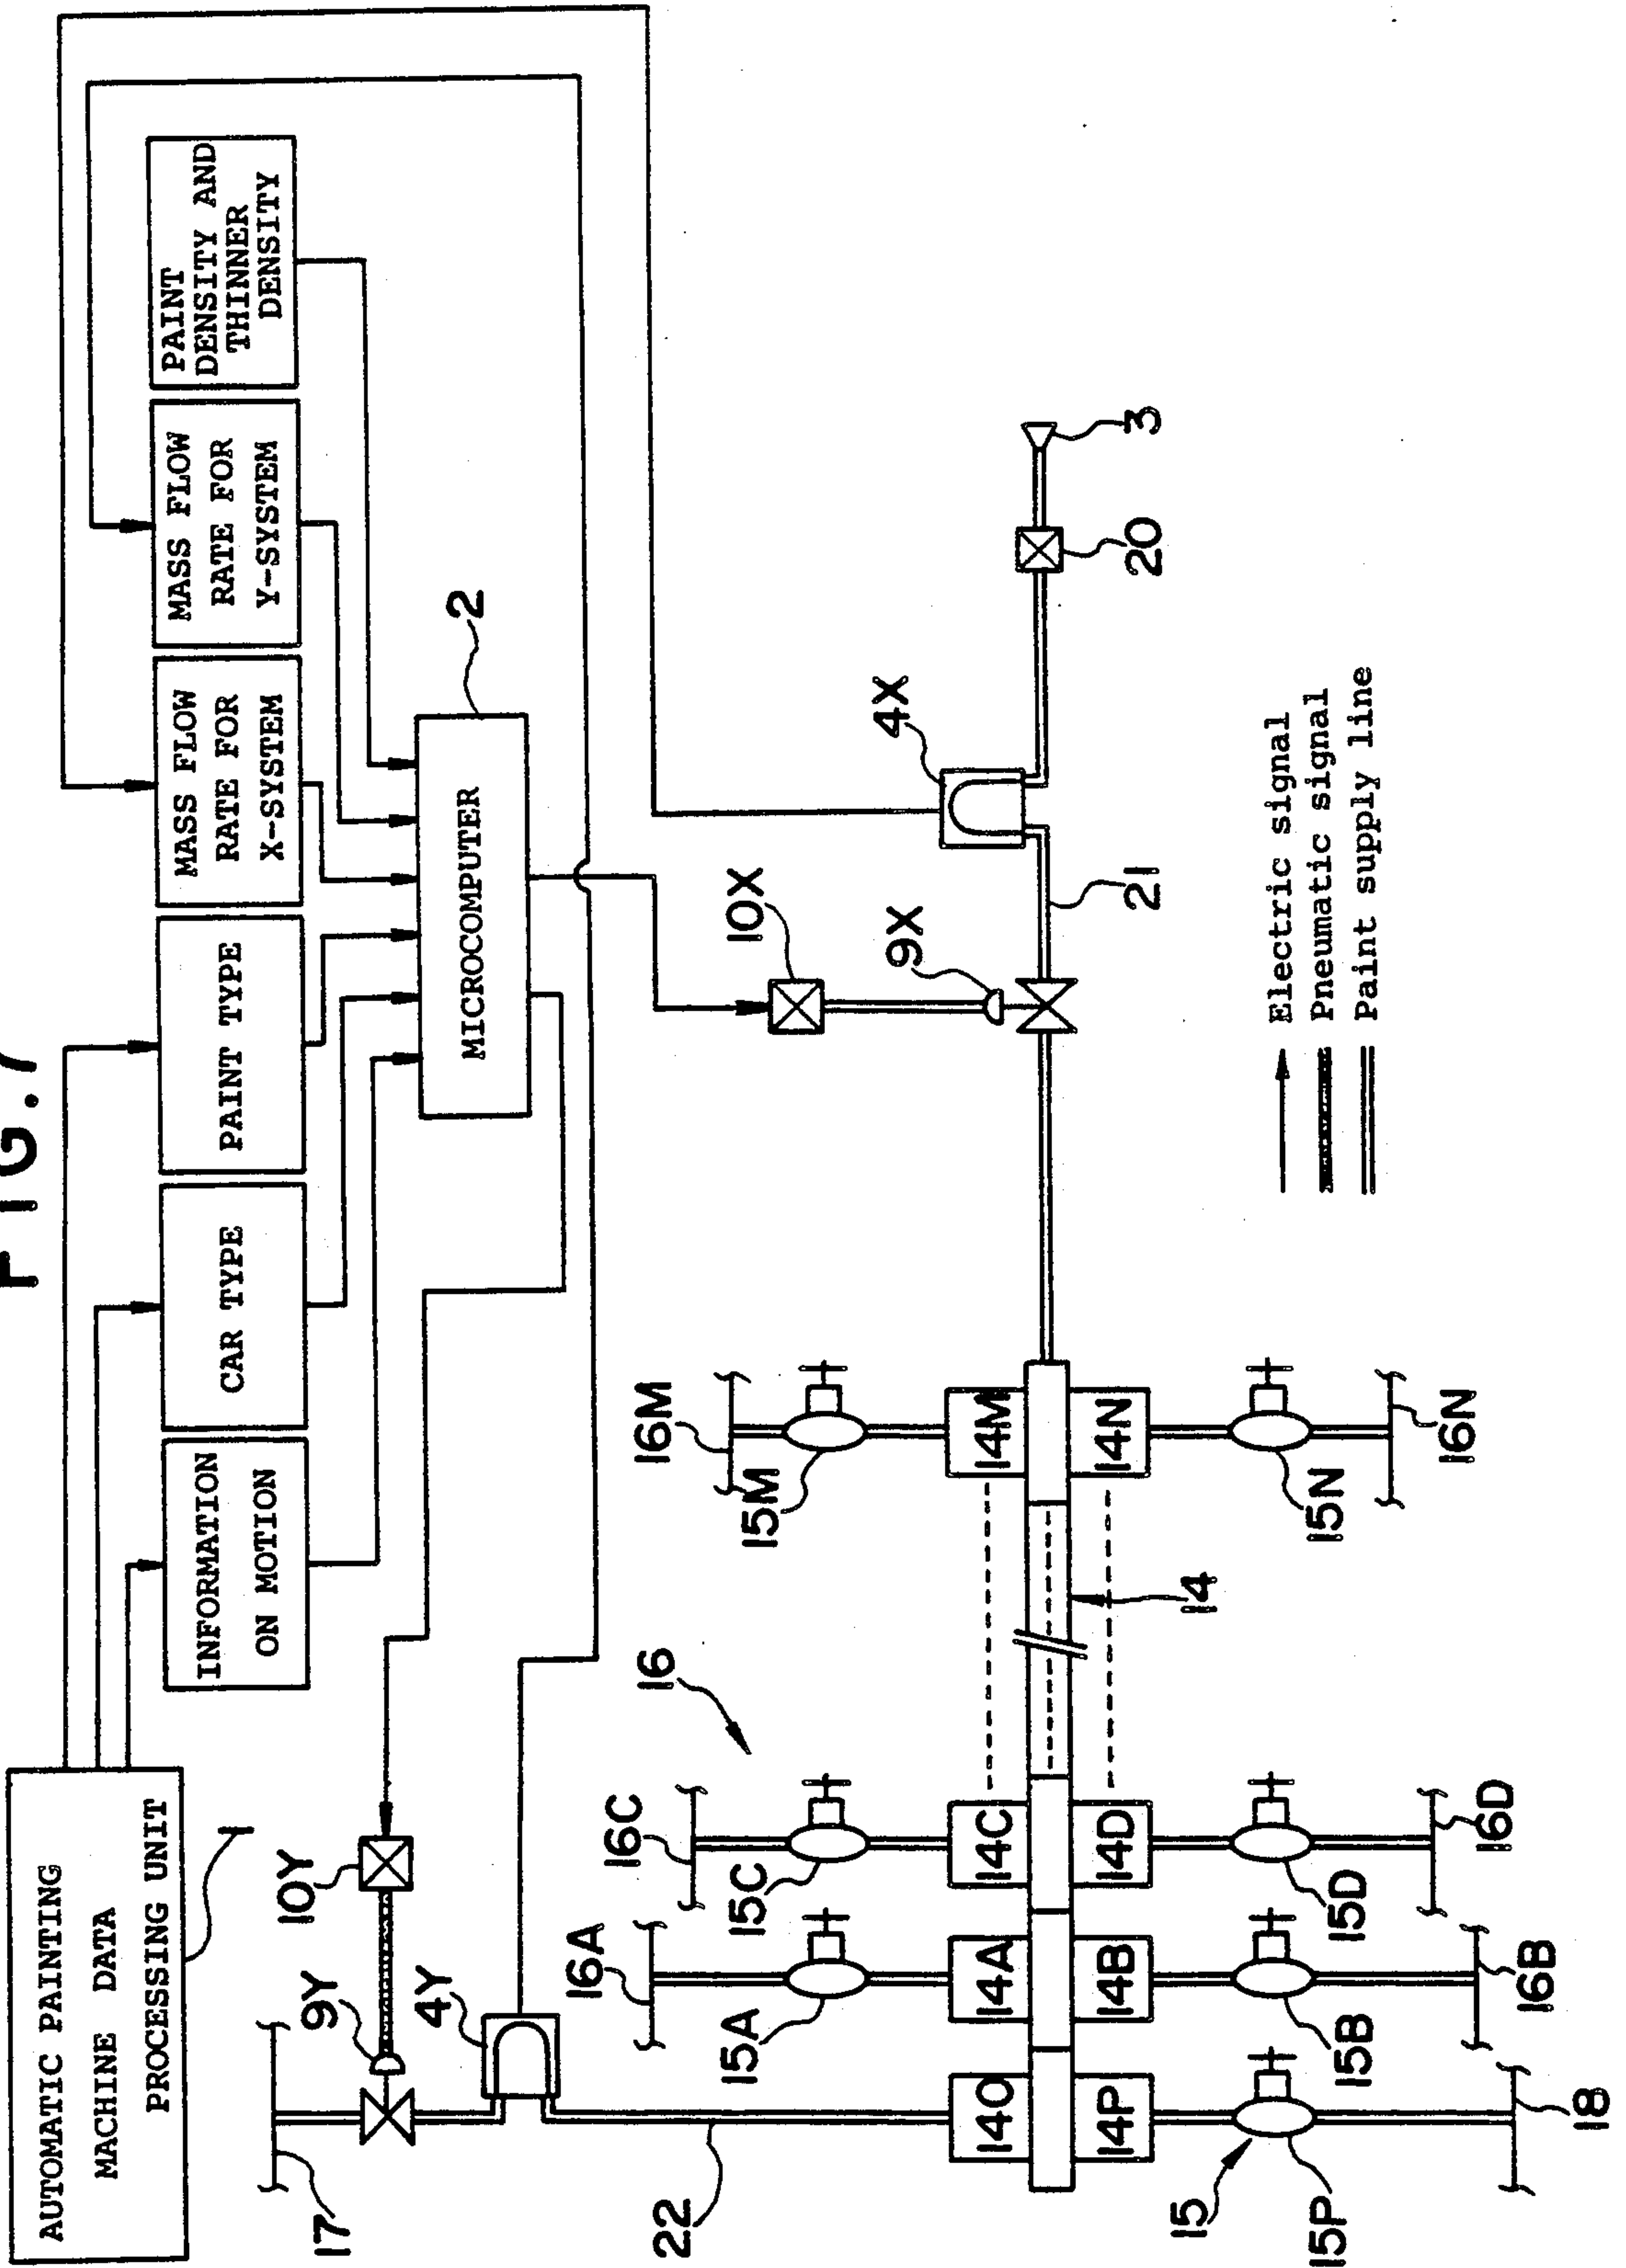 FIG.7
AUTOMATIC PAINTING
MACHINE DATA
PROCESSING UNIT
1
INFORMATION
ON MOTION
CAR TYPE
PAINT TYPE
MASS FLOW
RATE FOR
X-SYSTEM
MASS FLOW
RATE FOR
Y-SYSTEM
PAINT
DENSITY AND
THINNER
DENSITY
MICROCOMPUTER
2
17
9Y
10Y
4Y
22
16
16A
15A
16C
15C
16M
15M
10X
9X
4X
14O
14A
14C
14M
14P
14B
14D
14N
14
21
20
3
15
15P
18
15B
16B
15D
16D
15N
16N
Electric signal
Pneumatic signal
Paint supply line